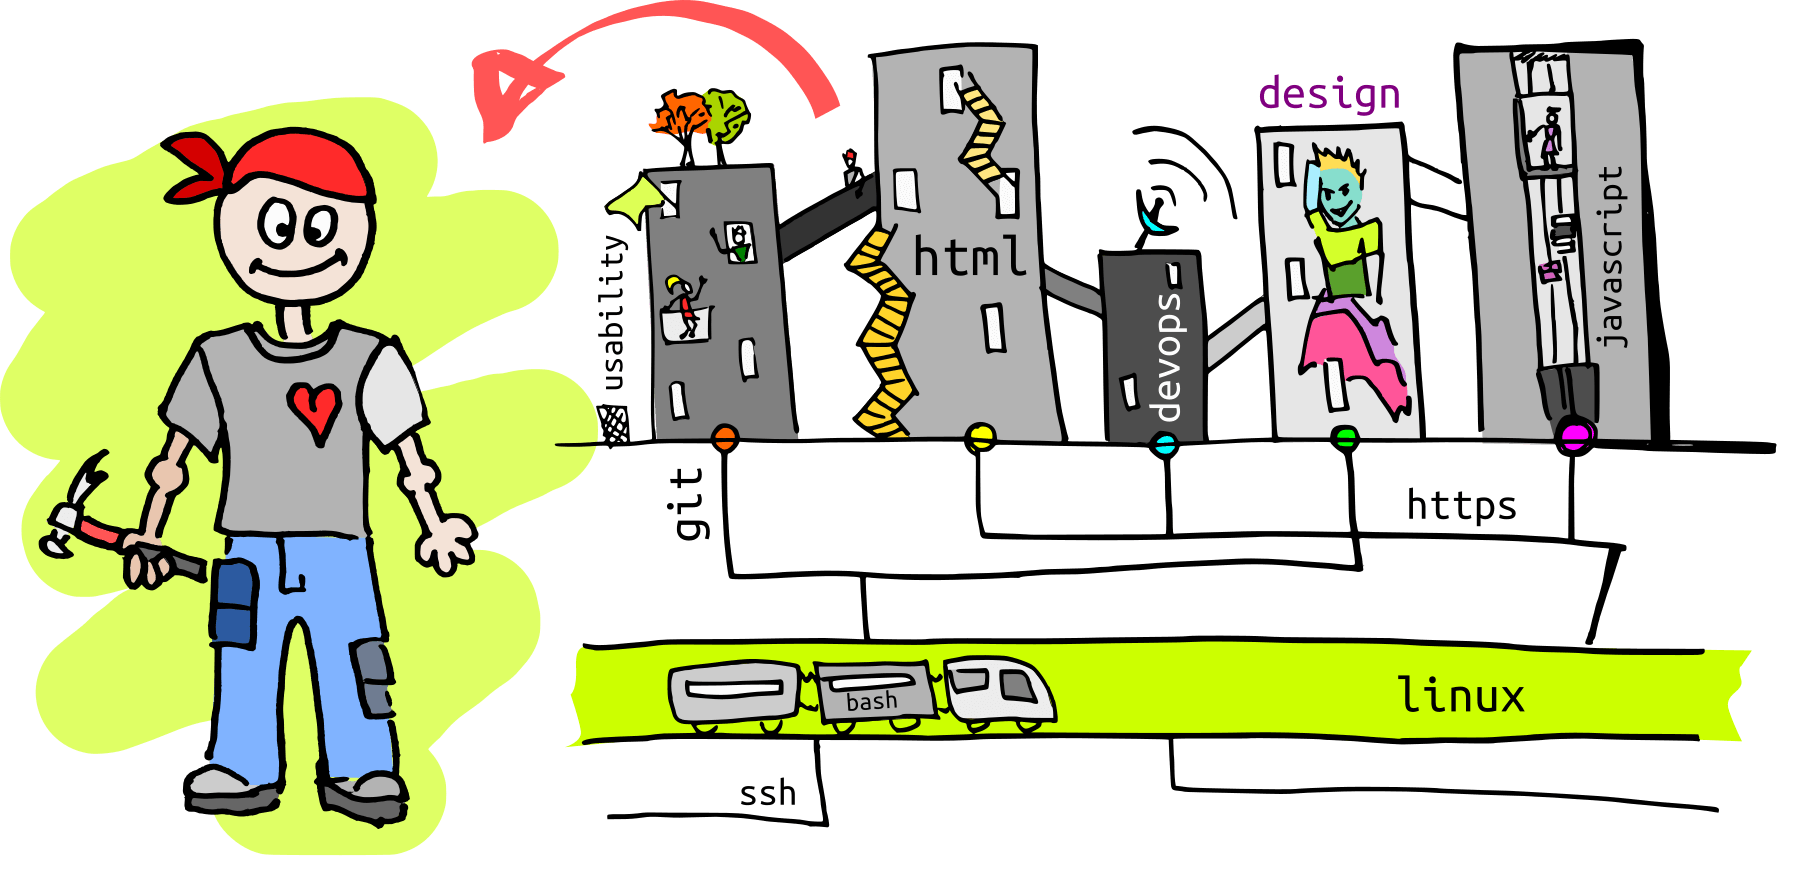 usability
html
devops
design
javascript
git
https
bash
linux
ssh